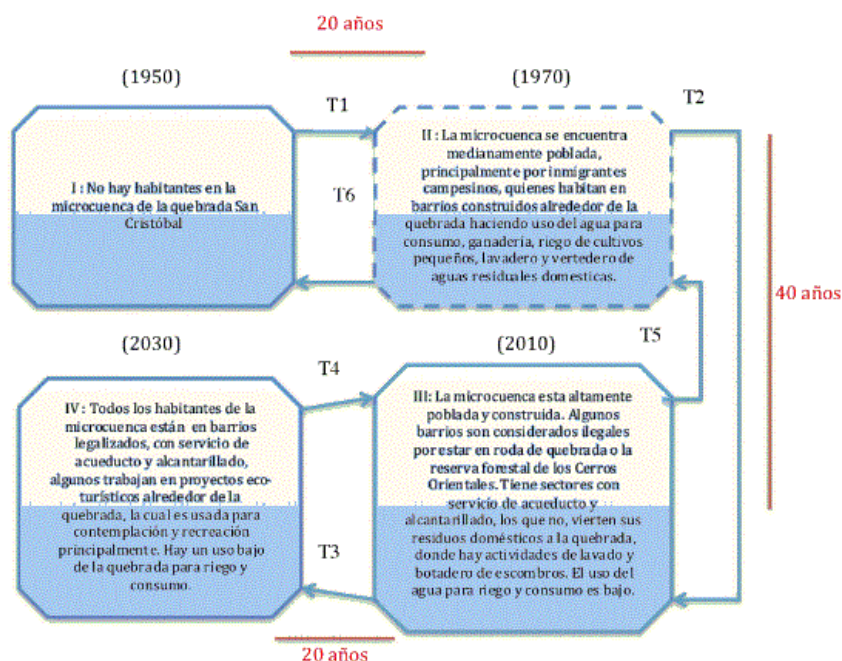 20 años
(1950)
(1970)
T1
T2
I : No hay habitantes en la
microcuenca de la quebrada San
Cristóbal
T6
II : La microcuenca se encuentra
medianamente poblada,
principalmente por inmigrantes
campesinos, quienes habitan en
barrios construidos alrededor de la
quebrada haciendo uso del agua para
consumo, ganadería, riego de cultivos
pequeños, lavadero y vertedero de
aguas residuales domesticas.
40 años
(2030)
(2010)
T5
T4
IV : Todos los habitantes de la
microcuenca están en barrios
legalizados, con servicio de
acueducto y alcantarillado,
algunos trabajan en proyectos eco-
turísticos alrededor de la
quebrada, la cual es usada para
contemplación y recreación
principalmente. Hay un uso bajo
de la quebrada para riego y
consumo.
III: La microcuenca esta altamente
poblada y construida. Algunos
barrios son considerados ilegales
por estar en roda de quebrada o la
reserva forestal de los Cerros
Orientales. Tiene sectores con
servicio de acueducto y
alcantarillado, los que no, vierten sus
residuos domésticos a la quebrada,
donde hay actividades de lavado y
botadero de escombros. El uso del
agua para riego y consumo es bajo.
T3
20 años